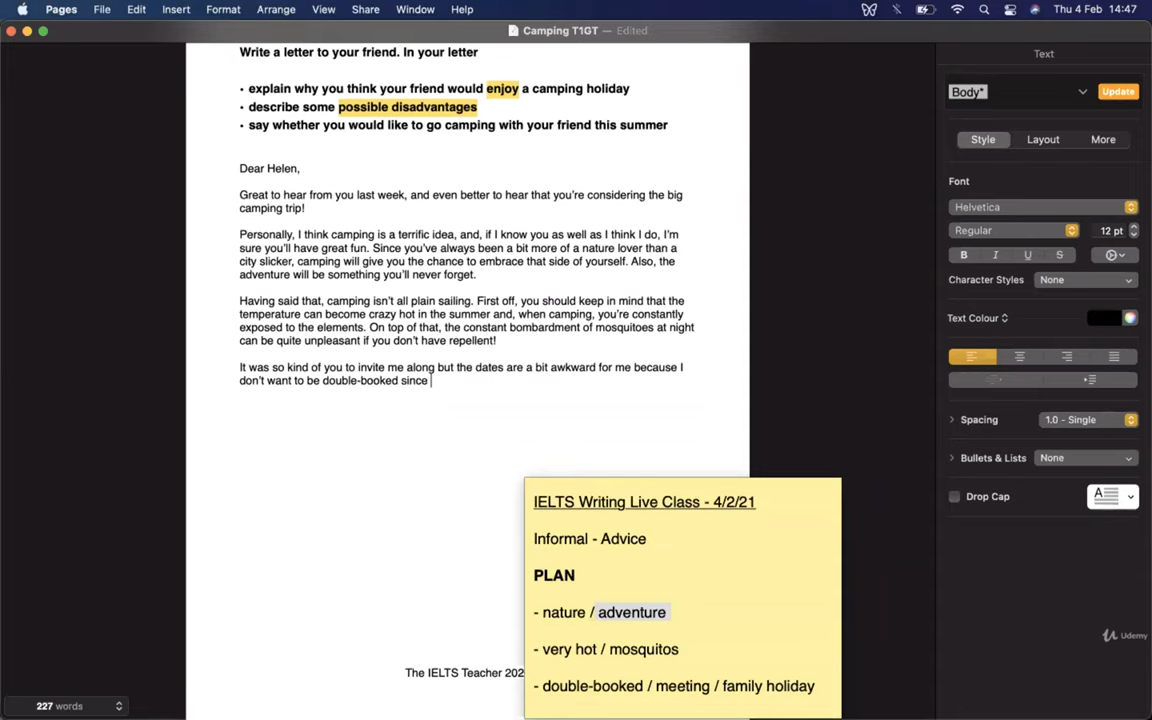 Pages File Edit Insert Format Arrange View Share Window Help Thu 4 Feb 14:47
Camping T1GT — Edited
Write a letter to your friend. In your letter
• explain why you think your friend would enjoy a camping holiday
• describe some possible disadvantages
• say whether you would like to go camping with your friend this summer
Dear Helen,
Great to hear from you last week, and even better to hear that you're considering the big
camping trip!
Personally, I think camping is a terrific idea, and, if I know you as well as I think I do, I'm
sure you'll have great fun. Since you've always been a bit more of a nature lover than a
city slicker, camping will give you the chance to embrace that side of yourself. Also, the
adventure will be something you'll never forget.
Having said that, camping isn't all plain sailing. First off, you should keep in mind that the
temperature can become crazy hot in the summer and, when camping, you're constantly
exposed to the elements. On top of that, the constant bombardment of mosquitoes at night
can be quite unpleasant if you don't have repellent!
It was so kind of you to invite me along but the dates are a bit awkward for me because I
don't want to be double-booked since
The IELTS Teacher 202
227 words
IELTS Writing Live Class - 4/2/21
Informal - Advice
PLAN
- nature / adventure
- very hot / mosquitos
- double-booked / meeting / family holiday
Text
Body*
Update
Style Layout More
Font
Helvetica
Regular 12 pt
B I U S
Character Styles None
Text Colour
Spacing 1.0 - Single
Bullets & Lists None
Drop Cap
A
Udemy